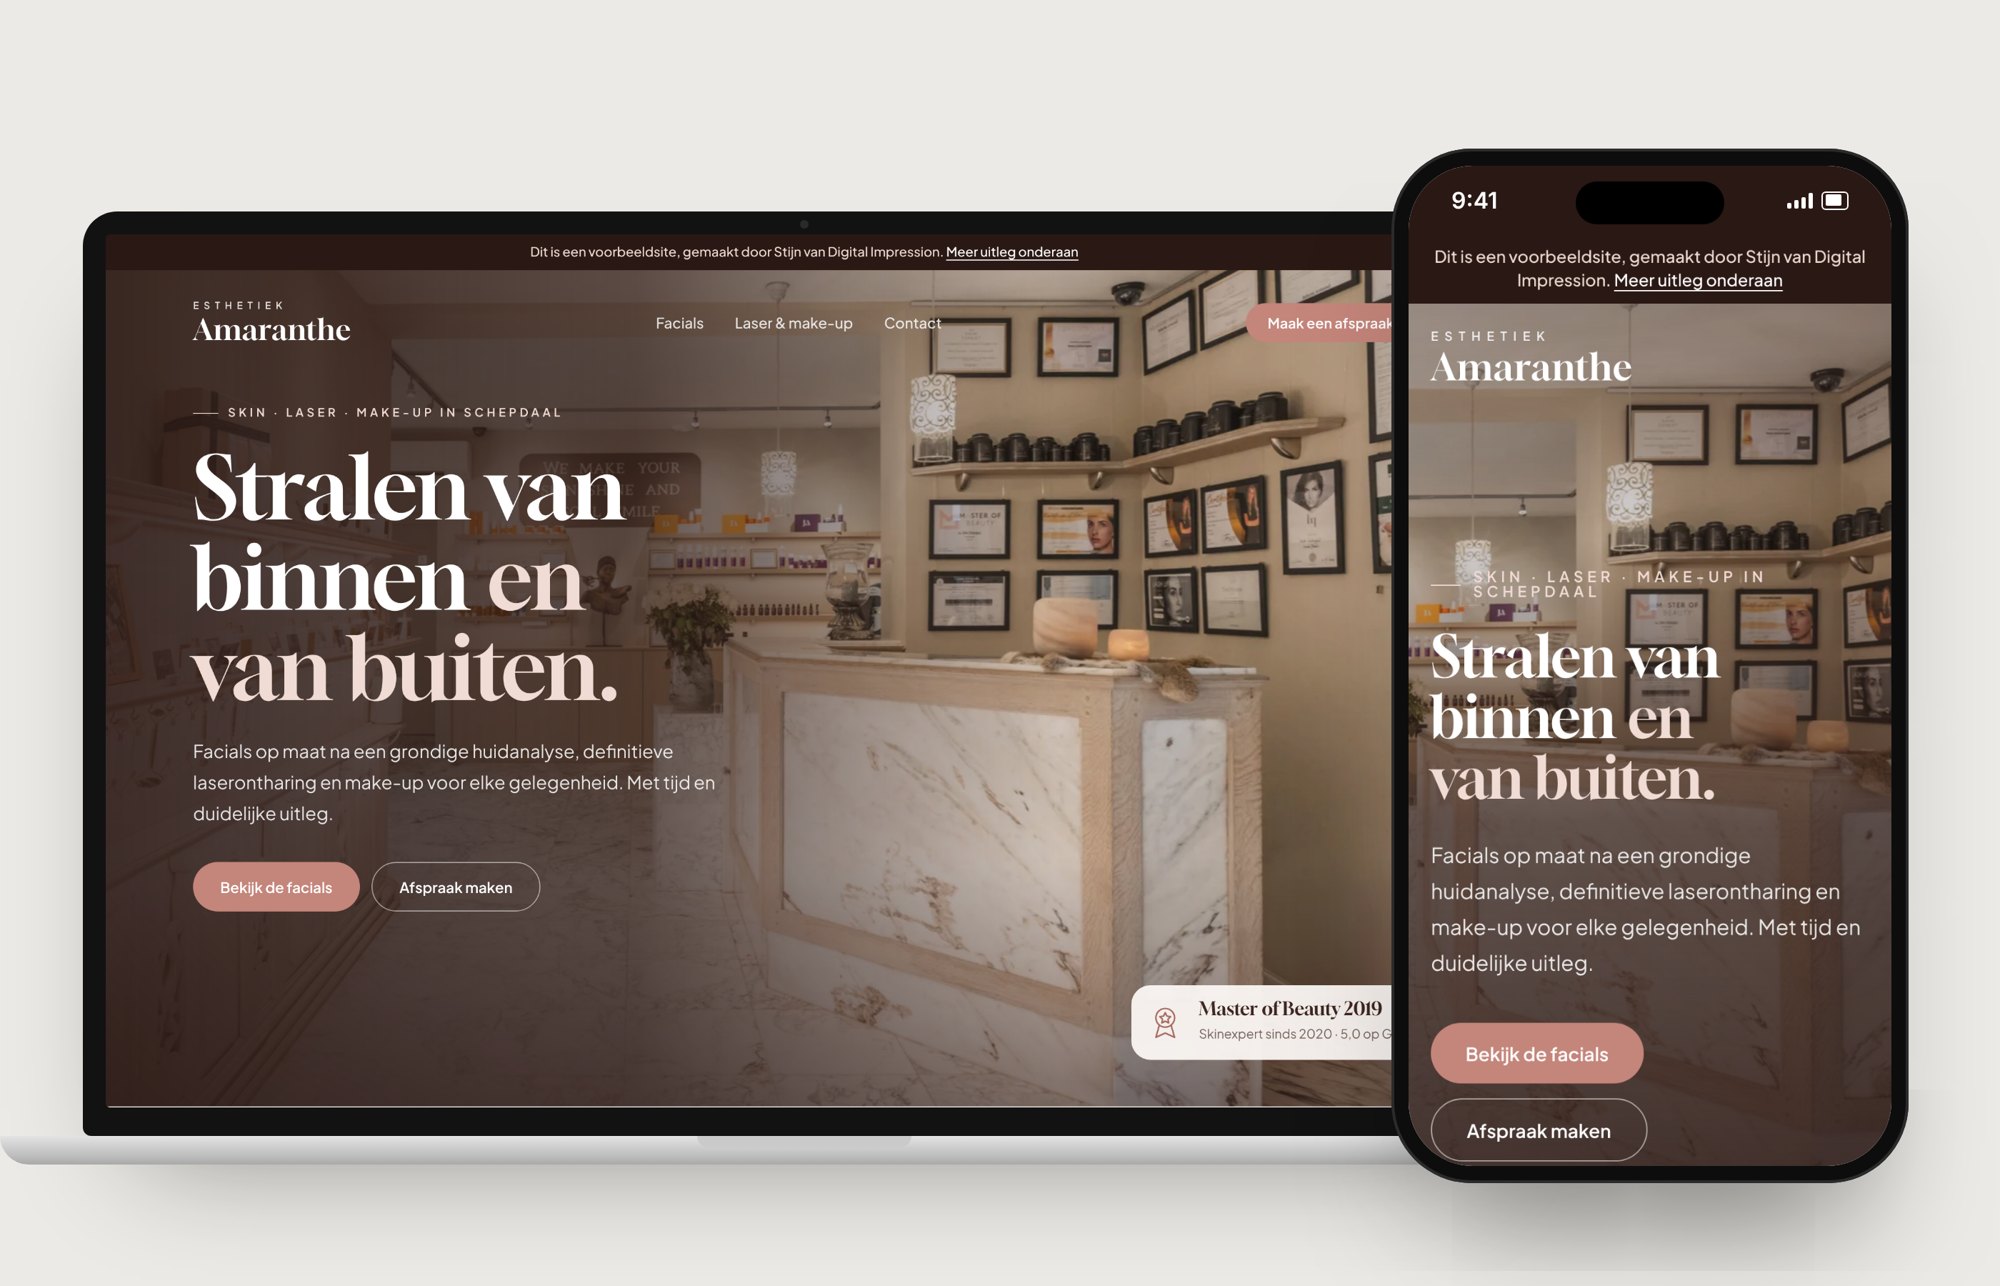 Dit is een voorbeeldsite, gemaakt door Stijn van Digital Impression. Meer uitleg onderaan
ESTHETIEK
Amaranthe
Facials
Laser & make-up
Contact
Maak een afspraak
SKIN · LASER · MAKE-UP IN SCHEPDAAL
Stralen van
binnen en
van buiten.
WE MAKE YOUR
AND
Facials op maat na een grondige huidanalyse, definitieve
laserontharing en make-up voor elke gelegenheid. Met tijd en
duidelijke uitleg.
Bekijk de facials
Afspraak maken
Master of Beauty 2019
Skinexpert sinds 2020 · 5,0 op G
9:41
Dit is een voorbeeldsite, gemaakt door Stijn van Digital
Impression. Meer uitleg onderaan
ESTHETIEK
Amaranthe
SKIN · LASER · MAKE-UP IN
SCHEPDAAL
Stralen van
binnen en
van buiten.
Facials op maat na een grondige
huidanalyse, definitieve laserontharing en
make-up voor elke gelegenheid. Met tijd en
duidelijke uitleg.
Bekijk de facials
Afspraak maken